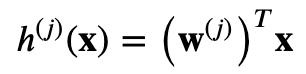 h^{(j)}(𝐱) = (𝐰^{(j)})^T 𝐱